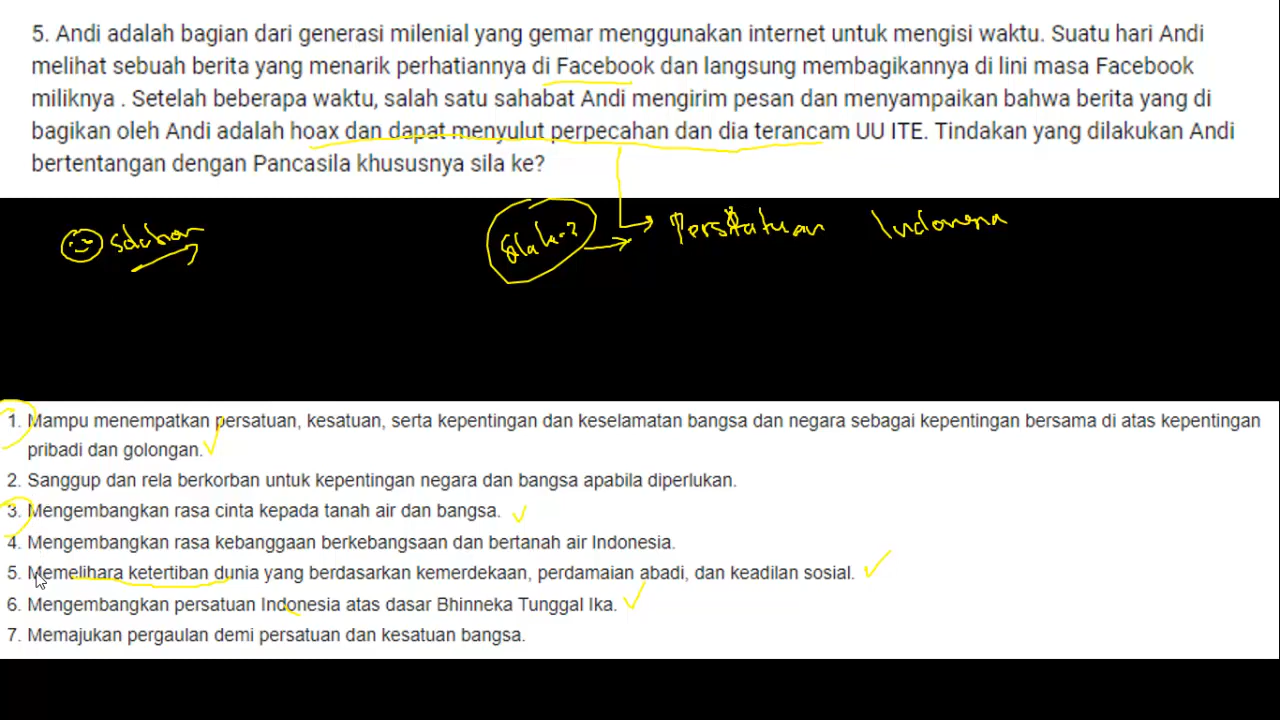 5. Andi adalah bagian dari generasi milenial yang gemar menggunakan internet untuk mengisi waktu. Suatu hari Andi
melihat sebuah berita yang menarik perhatiannya di Facebook dan langsung membagikannya di lini masa Facebook
miliknya . Setelah beberapa waktu, salah satu sahabat Andi mengirim pesan dan menyampaikan bahwa berita yang di
bagikan oleh Andi adalah hoax dan dapat menyulut perpecahan dan dia terancam UU ITE. Tindakan yang dilakukan Andi
bertentangan dengan Pancasila khususnya sila ke?
Sila ke-3 Persatuan Indonesia
1. Mampu menempatkan persatuan, kesatuan, serta kepentingan dan keselamatan bangsa dan negara sebagai kepentingan bersama di atas kepentingan
pribadi dan golongan.
2. Sanggup dan rela berkorban untuk kepentingan negara dan bangsa apabila diperlukan.
3. Mengembangkan rasa cinta kepada tanah air dan bangsa.
4. Mengembangkan rasa kebanggaan berkebangsaan dan bertanah air Indonesia.
5. Memelihara ketertiban dunia yang berdasarkan kemerdekaan, perdamaian abadi, dan keadilan sosial.
6. Mengembangkan persatuan Indonesia atas dasar Bhinneka Tunggal Ika.
7. Memajukan pergaulan demi persatuan dan kesatuan bangsa.